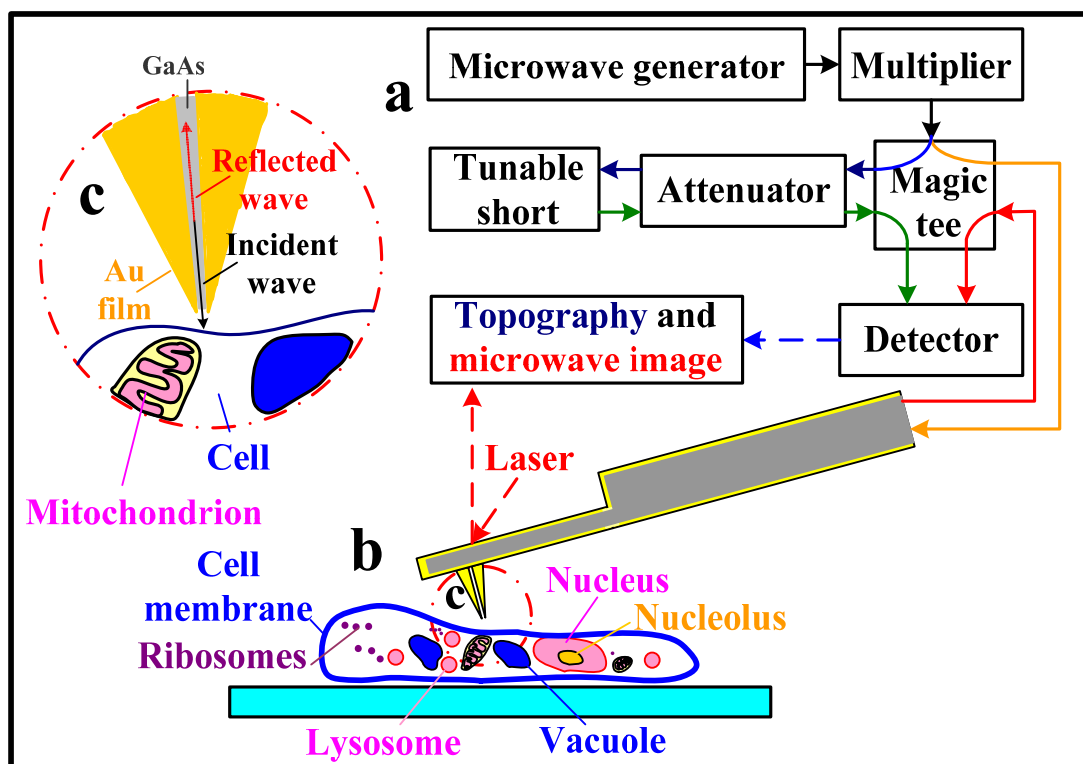 GaAs
a
Microwave generator
Multiplier
c
Reflected
wave
Tunable
short
Attenuator
Magic
tee
Incident
wave
Au
film
Topography and
microwave image
Detector
Cell
Laser
Mitochondrion
b
Cell
membrane
c
Nucleus
Nucleolus
Ribosomes
Lysosome
Vacuole